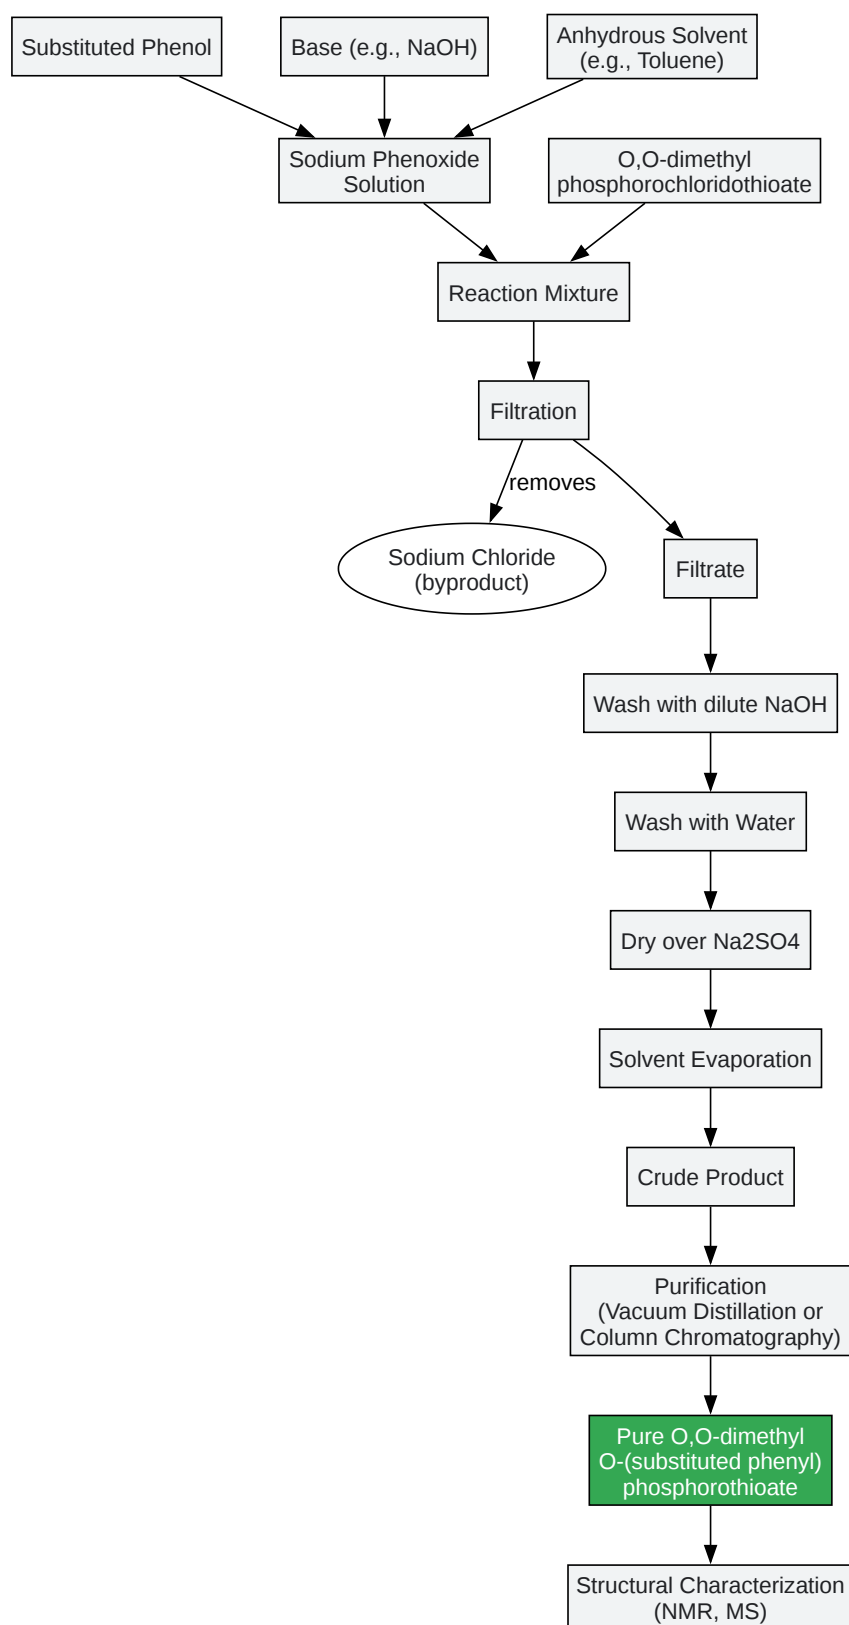 Substituted Phenol
Base (e.g., NaOH)
Anhydrous Solvent
(e.g., Toluene)
Sodium Phenoxide
Solution
O,O-dimethyl
phosphorochloridothioate
Reaction Mixture
Filtration
removes
Sodium Chloride
(byproduct)
Filtrate
Wash with dilute NaOH
Wash with Water
Dry over Na2SO4
Solvent Evaporation
Crude Product
Purification
(Vacuum Distillation or
Column Chromatography)
Pure O,O-dimethyl
O-(substituted phenyl)
phosphorothioate
Structural Characterization
(NMR, MS)